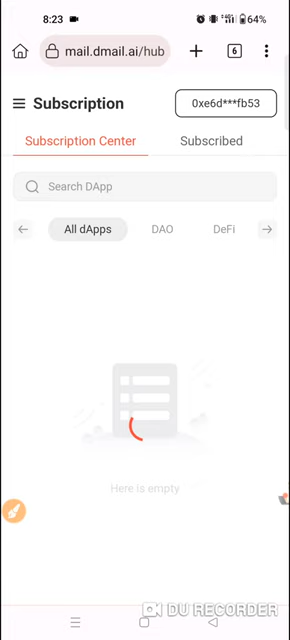 8:23
64%
mail.dmail.ai/hub
6
Subscription
0xe6d***fb53
Subscription Center
Subscribed
Search DApp
All dApps
DAO
DeFi
Here is empty
DU RECORDER